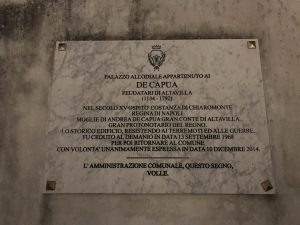 PALAZZO ALLODIALE APPARTENUTO AI
DE CAPUA
FEUDATARI DI ALTAVILLA
(1334 - 1792)
NEL SECOLO XV OSPITÒ COSTANZA DI CHIAROMONTE
REGINA DI NAPOLI,
MOGLIE DI ANDREA DE CAPUA GRAN CONTE DI ALTAVILLA
GRAN PROTONOTARIO DEL REGNO.
LO STORICO EDIFICIO, RESISTENDO AI TERREMOTI ED ALLE GUERRE,
FU CEDUTO AL DEMANIO IN DATA 13 SETTEMBRE 1968
PER POI RITORNARE AL COMUNE
CON VOLONTA' UNANIMAMENTE ESPRESSA IN DATA 10 DICEMBRE 2014.
L' AMMINISTRAZIONE COMUNALE, QUESTO SEGNO,
VOLLE.